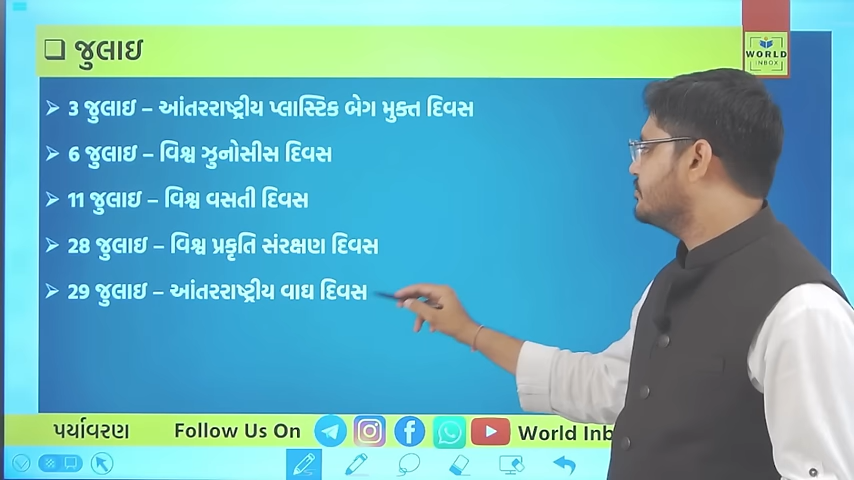 ❑ જુલાઇ
WORLD
INBOX
➢ 3 જુલાઇ – આંતરરાષ્ટ્રીય પ્લાસ્ટિક બેગ મુક્ત દિવસ
➢ 6 જુલાઇ – વિશ્વ ઝુનોસીસ દિવસ
➢ 11 જુલાઇ – વિશ્વ વસતી દિવસ
➢ 28 જુલાઇ – વિશ્વ પ્રકૃતિ સંરક્ષણ દિવસ
➢ 29 જુલાઇ – આંતરરાષ્ટ્રીય વાઘ દિવસ
પર્યાવરણ Follow Us On World Inb